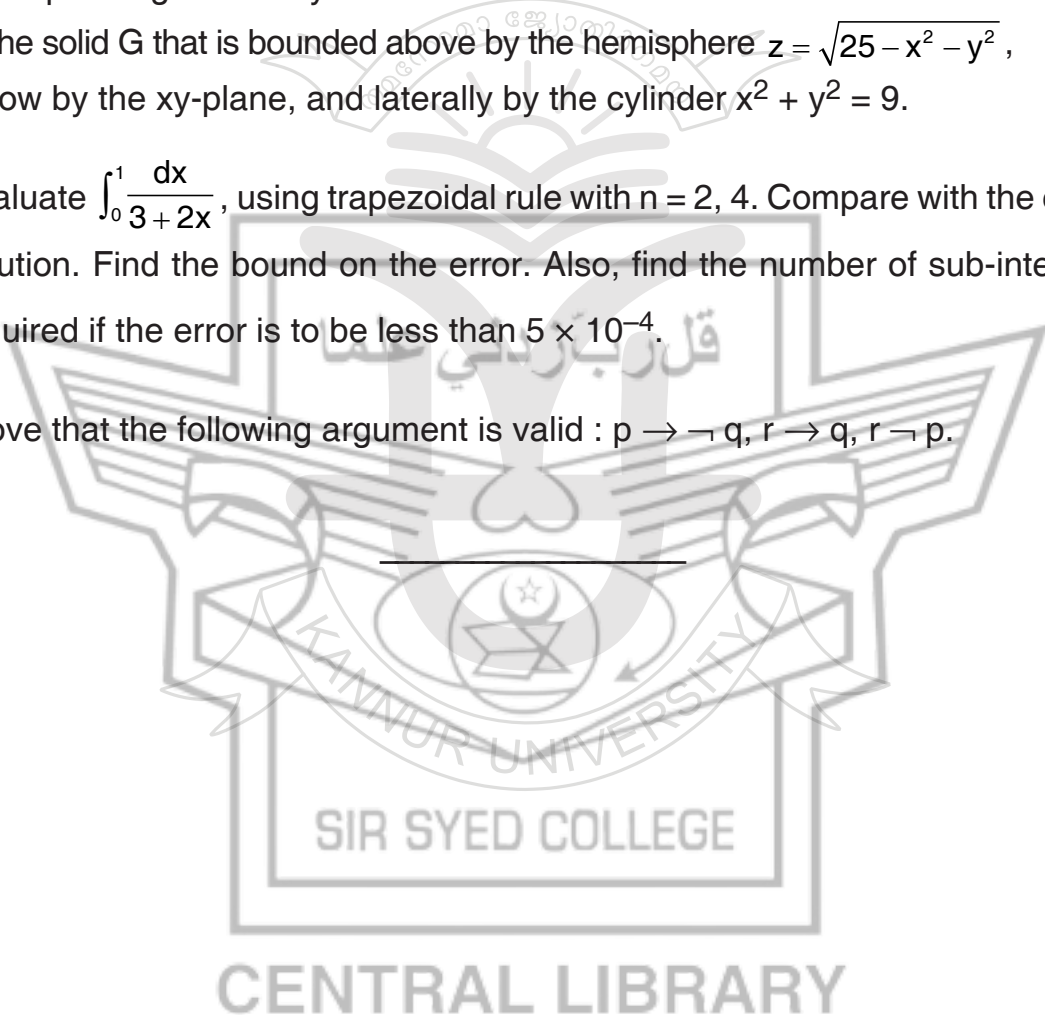 he solid G that is bounded above by the hemisphere z = √25 – x² – y² ,
ow by the xy-plane, and laterally by the cylinder x² + y² = 9.
aluate ∫₀¹ dx / (3 + 2x) , using trapezoidal rule with n = 2, 4. Compare with the
ution. Find the bound on the error. Also, find the number of sub-inte
uired if the error is to be less than 5 × 10⁻⁴.
ove that the following argument is valid : p → ¬ q, r → q, r ¬ p.
KANNUR UNIVERSITY
SIR SYED COLLEGE
CENTRAL LIBRARY